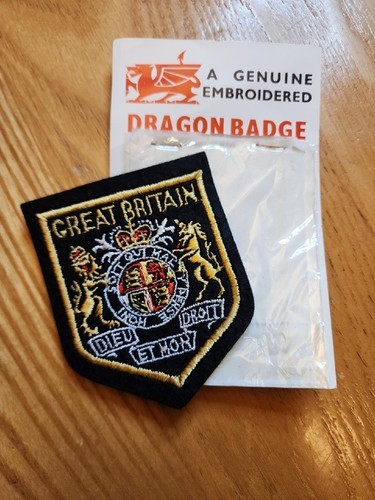 A GENUINE
EMBROIDERED
DRAGON BADGE
GREAT BRITAIN
HONI SOIT QUI MAL Y PENSE
DIEU
ET MON
DROIT